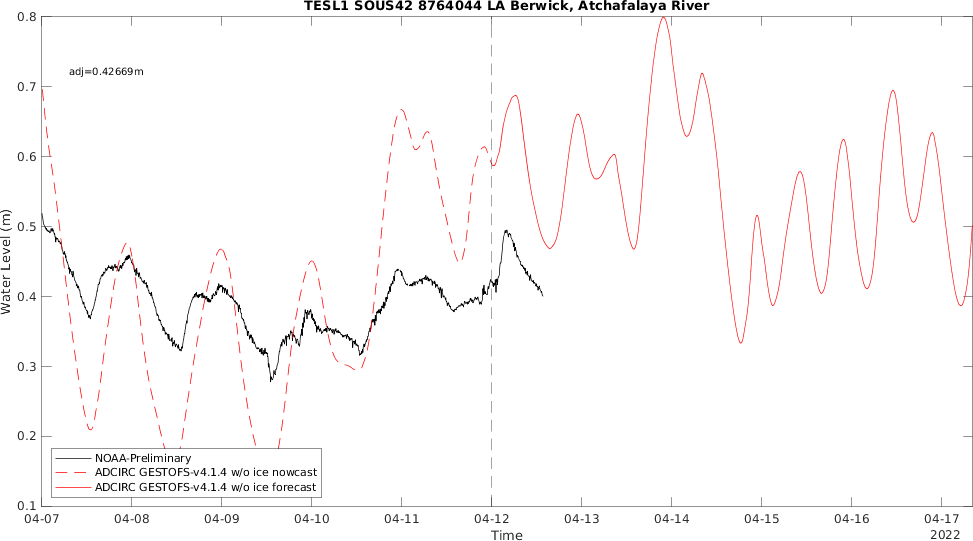 TESL1 SOUS42 8764044 LA Berwick, Atchafalaya River
adj=0.42669m
0.8
0.7
0.6
0.5
0.4
0.3
0.2
0.1
Water Level (m)
NOAA-Preliminary
ADCIRC GESTOFS-v4.1.4 w/o ice nowcast
ADCIRC GESTOFS-v4.1.4 w/o ice forecast
04-07 04-08 04-09 04-10 04-11 04-12 04-13 04-14 04-15 04-16 04-17
Time
2022